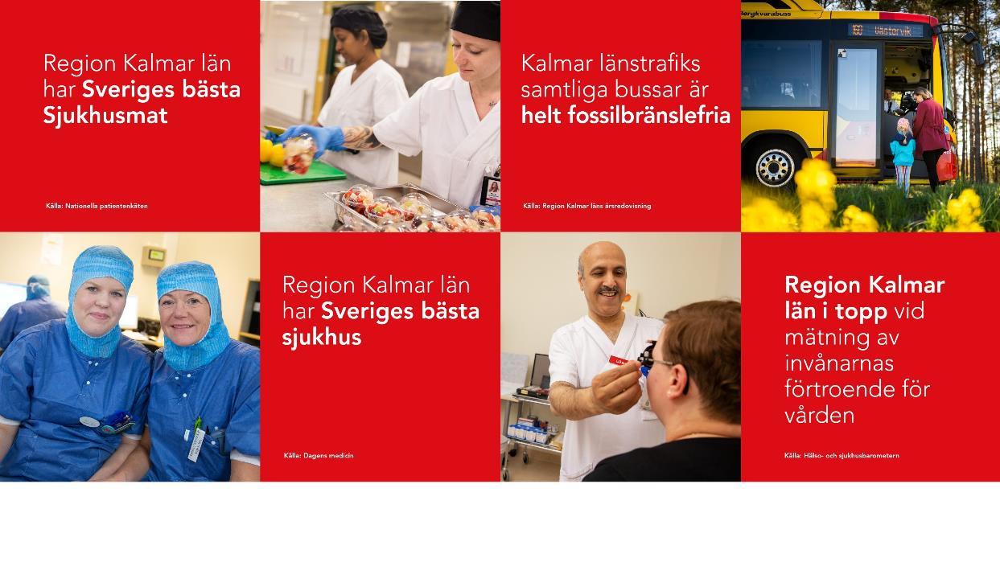 Region Kalmar län
har Sveriges bästa
Sjukhusmat
Källa: Nationella patientenkäten
Kalmar länstrafiks
samtliga bussar är
helt fossilbränslefria
Källa: Region Kalmar läns årsredovisning
Bergkvarabuss
160 Västervik
Region Kalmar län
har Sveriges bästa
sjukhus
Källa: Dagens medicin
Region Kalmar
län i topp vid
mätning av
invånarnas
förtroende för
vården
Källa: Hälso- och sjukhusbarometern